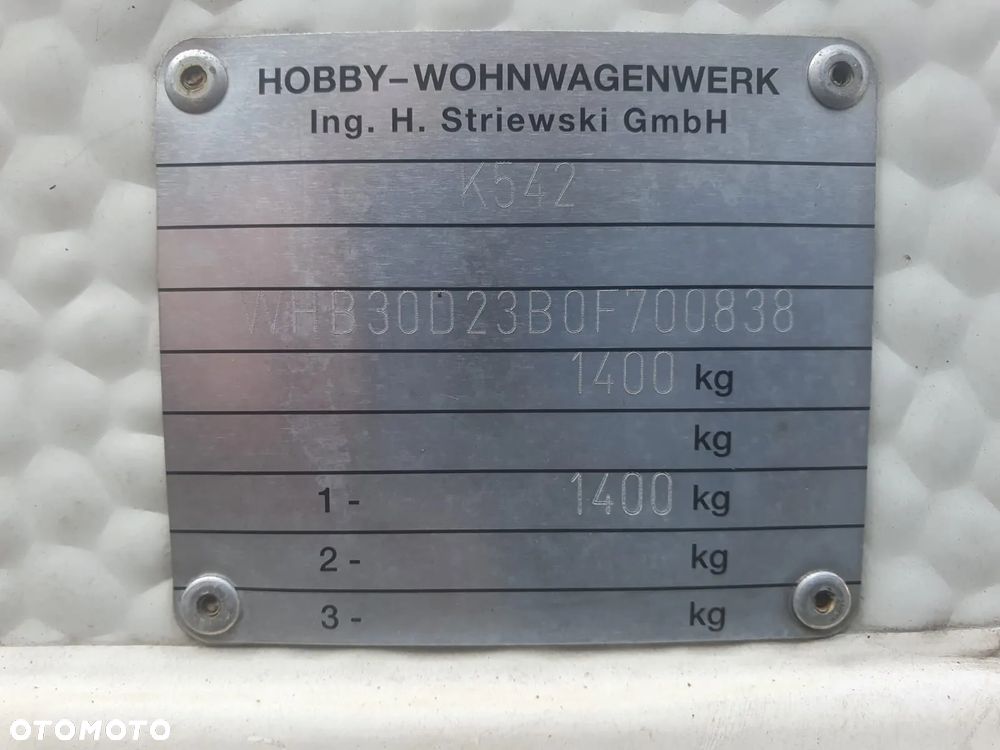 HOBBY-WOHNWAGENWERK
Ing. H. Striewski GmbH
K542
WHB30D23B0F700838
1400 kg
kg
1 - 1400 kg
2 - kg
3 - kg
OTOMOTO